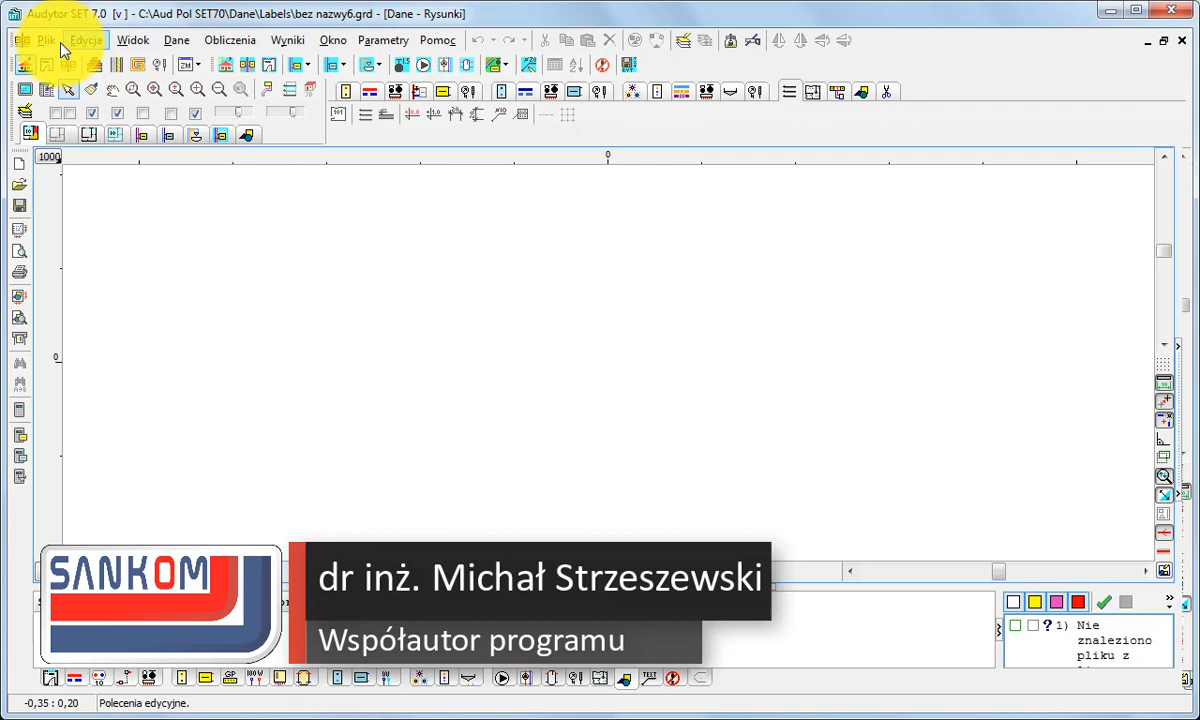 Audytor SET 7.0 [v ] - C:\Aud Pol SET70\Dane\Labels\bez nazwy6.grd - [Dane - Rysunki]
Plik Edycja Widok Dane Obliczenia Wyniki Okno Parametry Pomoc
1000
0
0
SANKOM
dr inż. Michał Strzeszewski
Współautor programu
1) Nie
znaleziono
pliku z
-0,35 : 0,20 Polecenia edycyjne.